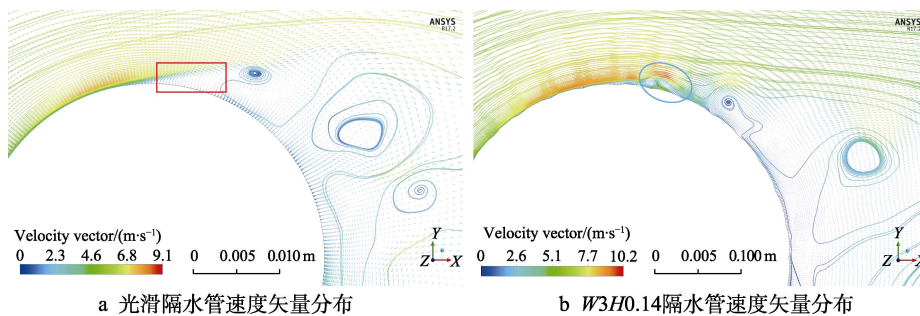 ANSYS
R17.2
Velocity vector/(m·s⁻¹)
0 2.3 4.6 6.8 9.1
0 0.005 0.010 m
Y
Z X
a 光滑隔水管速度矢量分布
ANSYS
R17.2
Velocity vector/(m·s⁻¹)
0 2.6 5.1 7.7 10.2
0 0.005 0.100 m
Y
Z X
b W3H0.14隔水管速度矢量分布